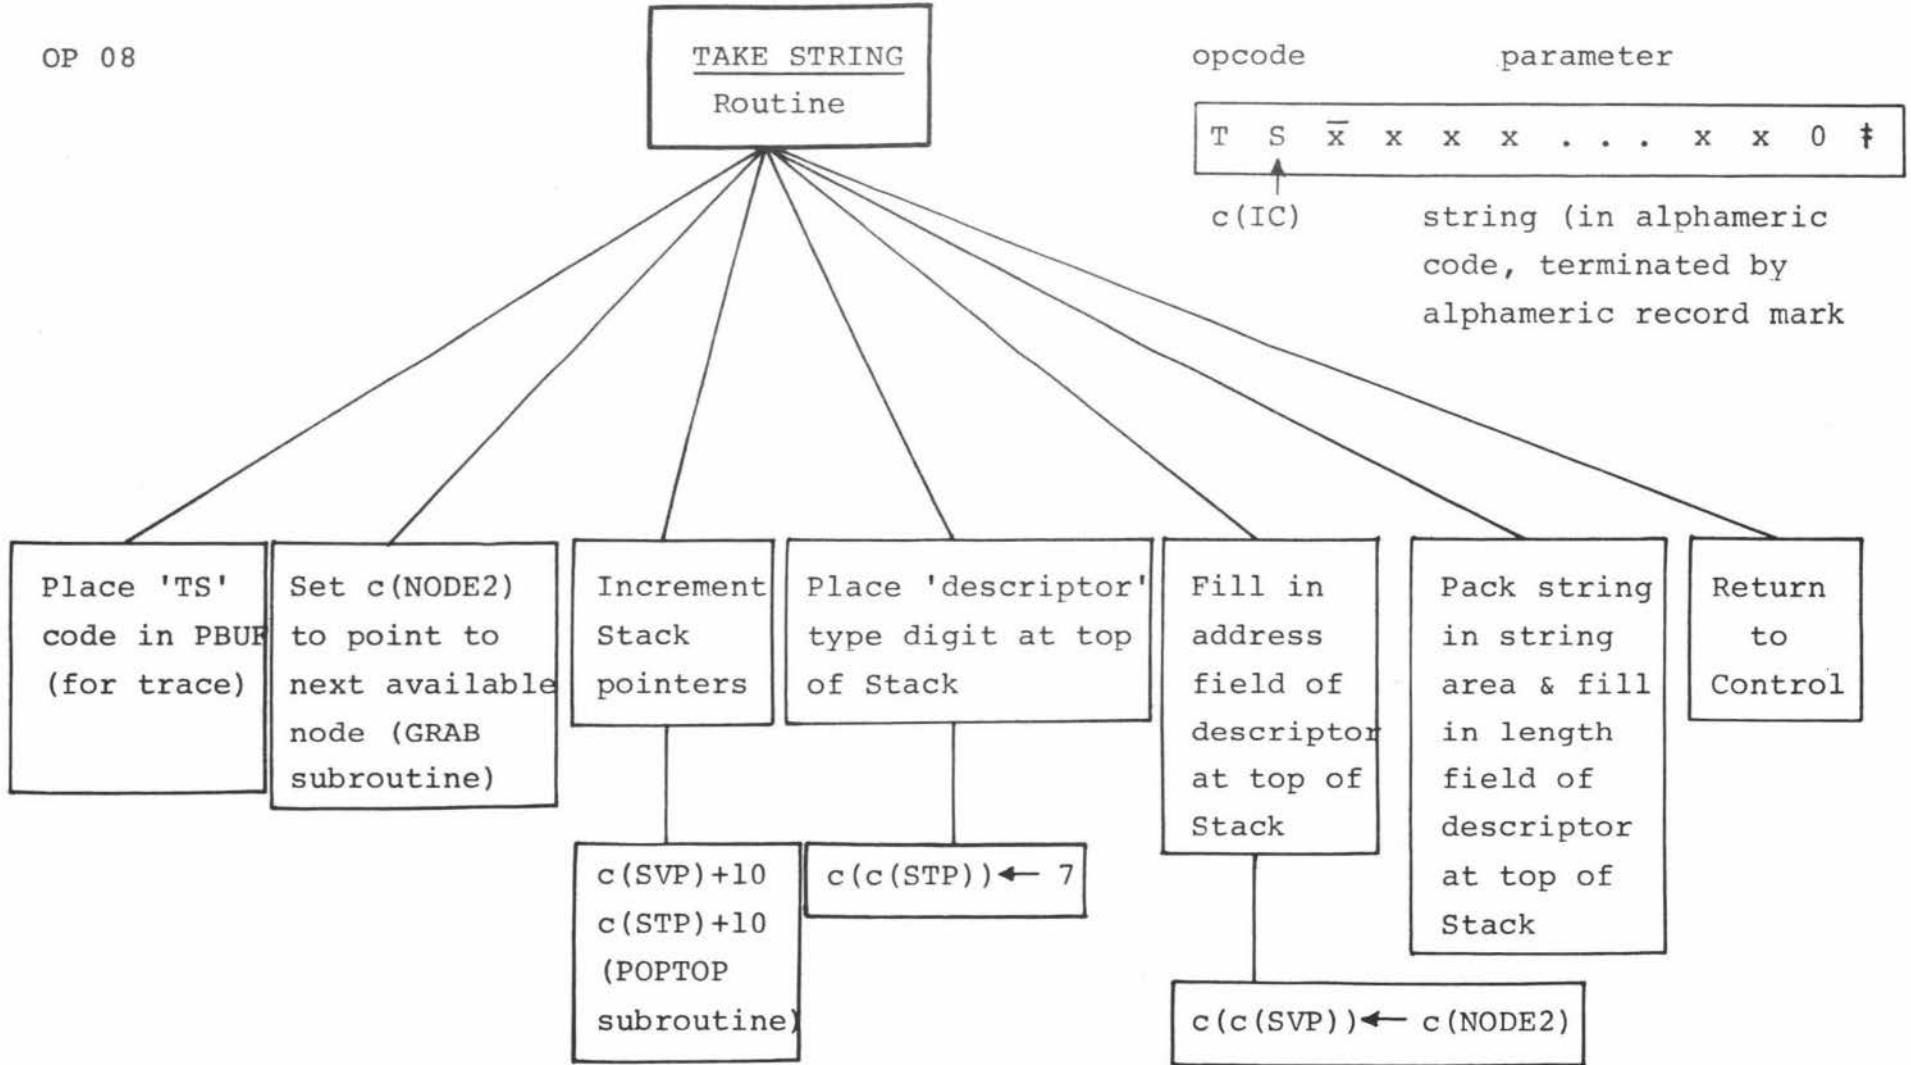 OP 08
TAKE STRING
Routine
opcode parameter
T S x̅ x x x . . . x x 0 ‡
c(IC)
string (in alphameric
code, terminated by
alphameric record mark
Place 'TS'
code in PBUF
(for trace)
Set c(NODE2)
to point to
next available
node (GRAB
subroutine)
Increment
Stack
pointers
c(SVP)+10
c(STP)+10
(POPTOP
subroutine)
Place 'descriptor'
type digit at top
of Stack
c(c(STP))← 7
Fill in
address
field of
descriptor
at top of
Stack
c(c(SVP))← c(NODE2)
Pack string
in string
area & fill
in length
field of
descriptor
at top of
Stack
Return
to
Control